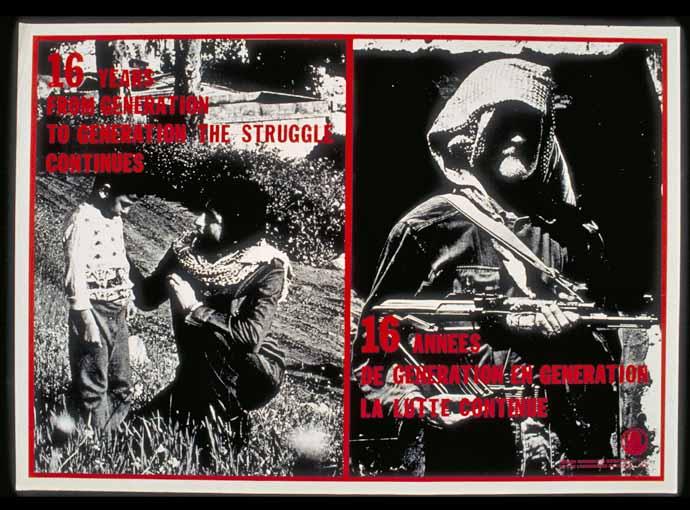 16 YEARS
FROM GENERATION
TO GENERATION THE STRUGGLE
CONTINUES
16 ANNEES
DE GENERATION EN GENERATION
LA LUTTE CONTINUE